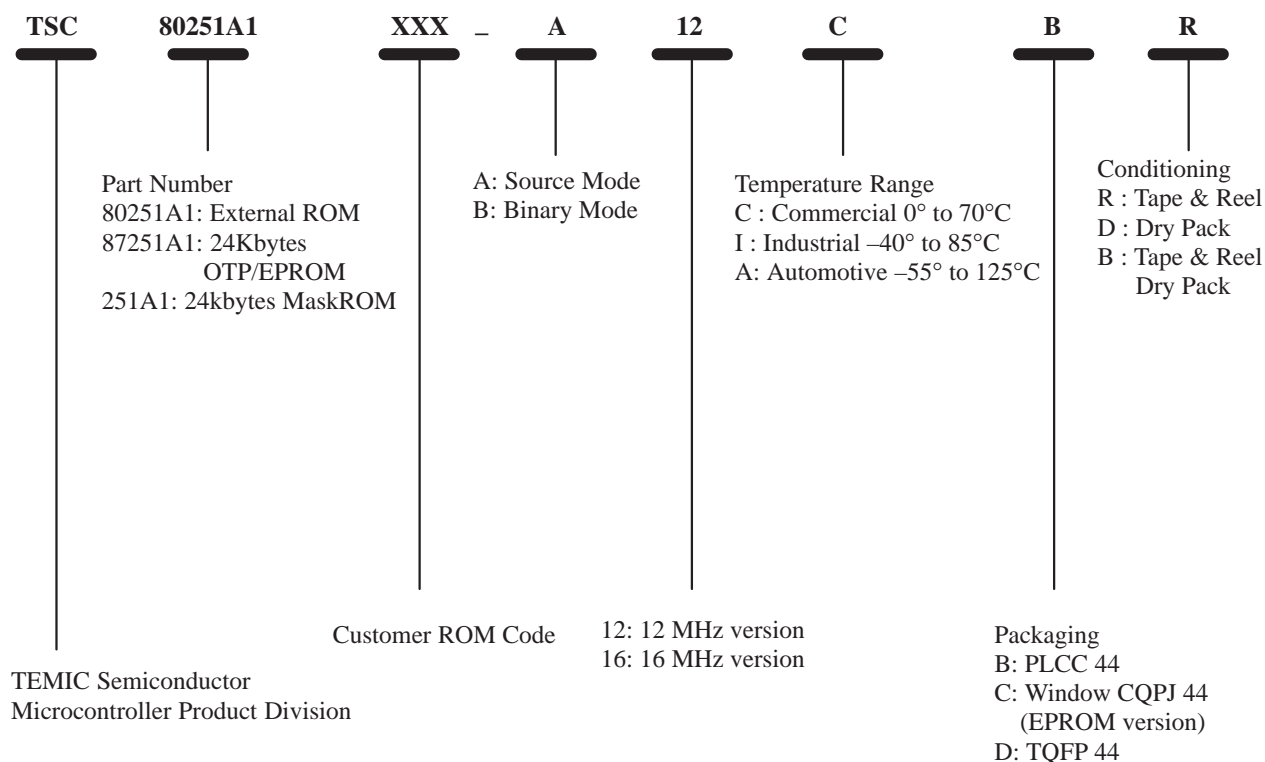 TSC 80251A1 XXX _ A 12 C B R
Part Number
80251A1: External ROM
87251A1: 24Kbytes
OTP/EPROM
251A1: 24kbytes MaskROM
A: Source Mode
B: Binary Mode
Temperature Range
C : Commercial 0° to 70°C
I : Industrial –40° to 85°C
A: Automotive –55° to 125°C
Conditioning
R : Tape & Reel
D : Dry Pack
B : Tape & Reel
Dry Pack
TEMIC Semiconductor
Microcontroller Product Division
Customer ROM Code
12: 12 MHz version
16: 16 MHz version
Packaging
B: PLCC 44
C: Window CQPJ 44
(EPROM version)
D: TQFP 44